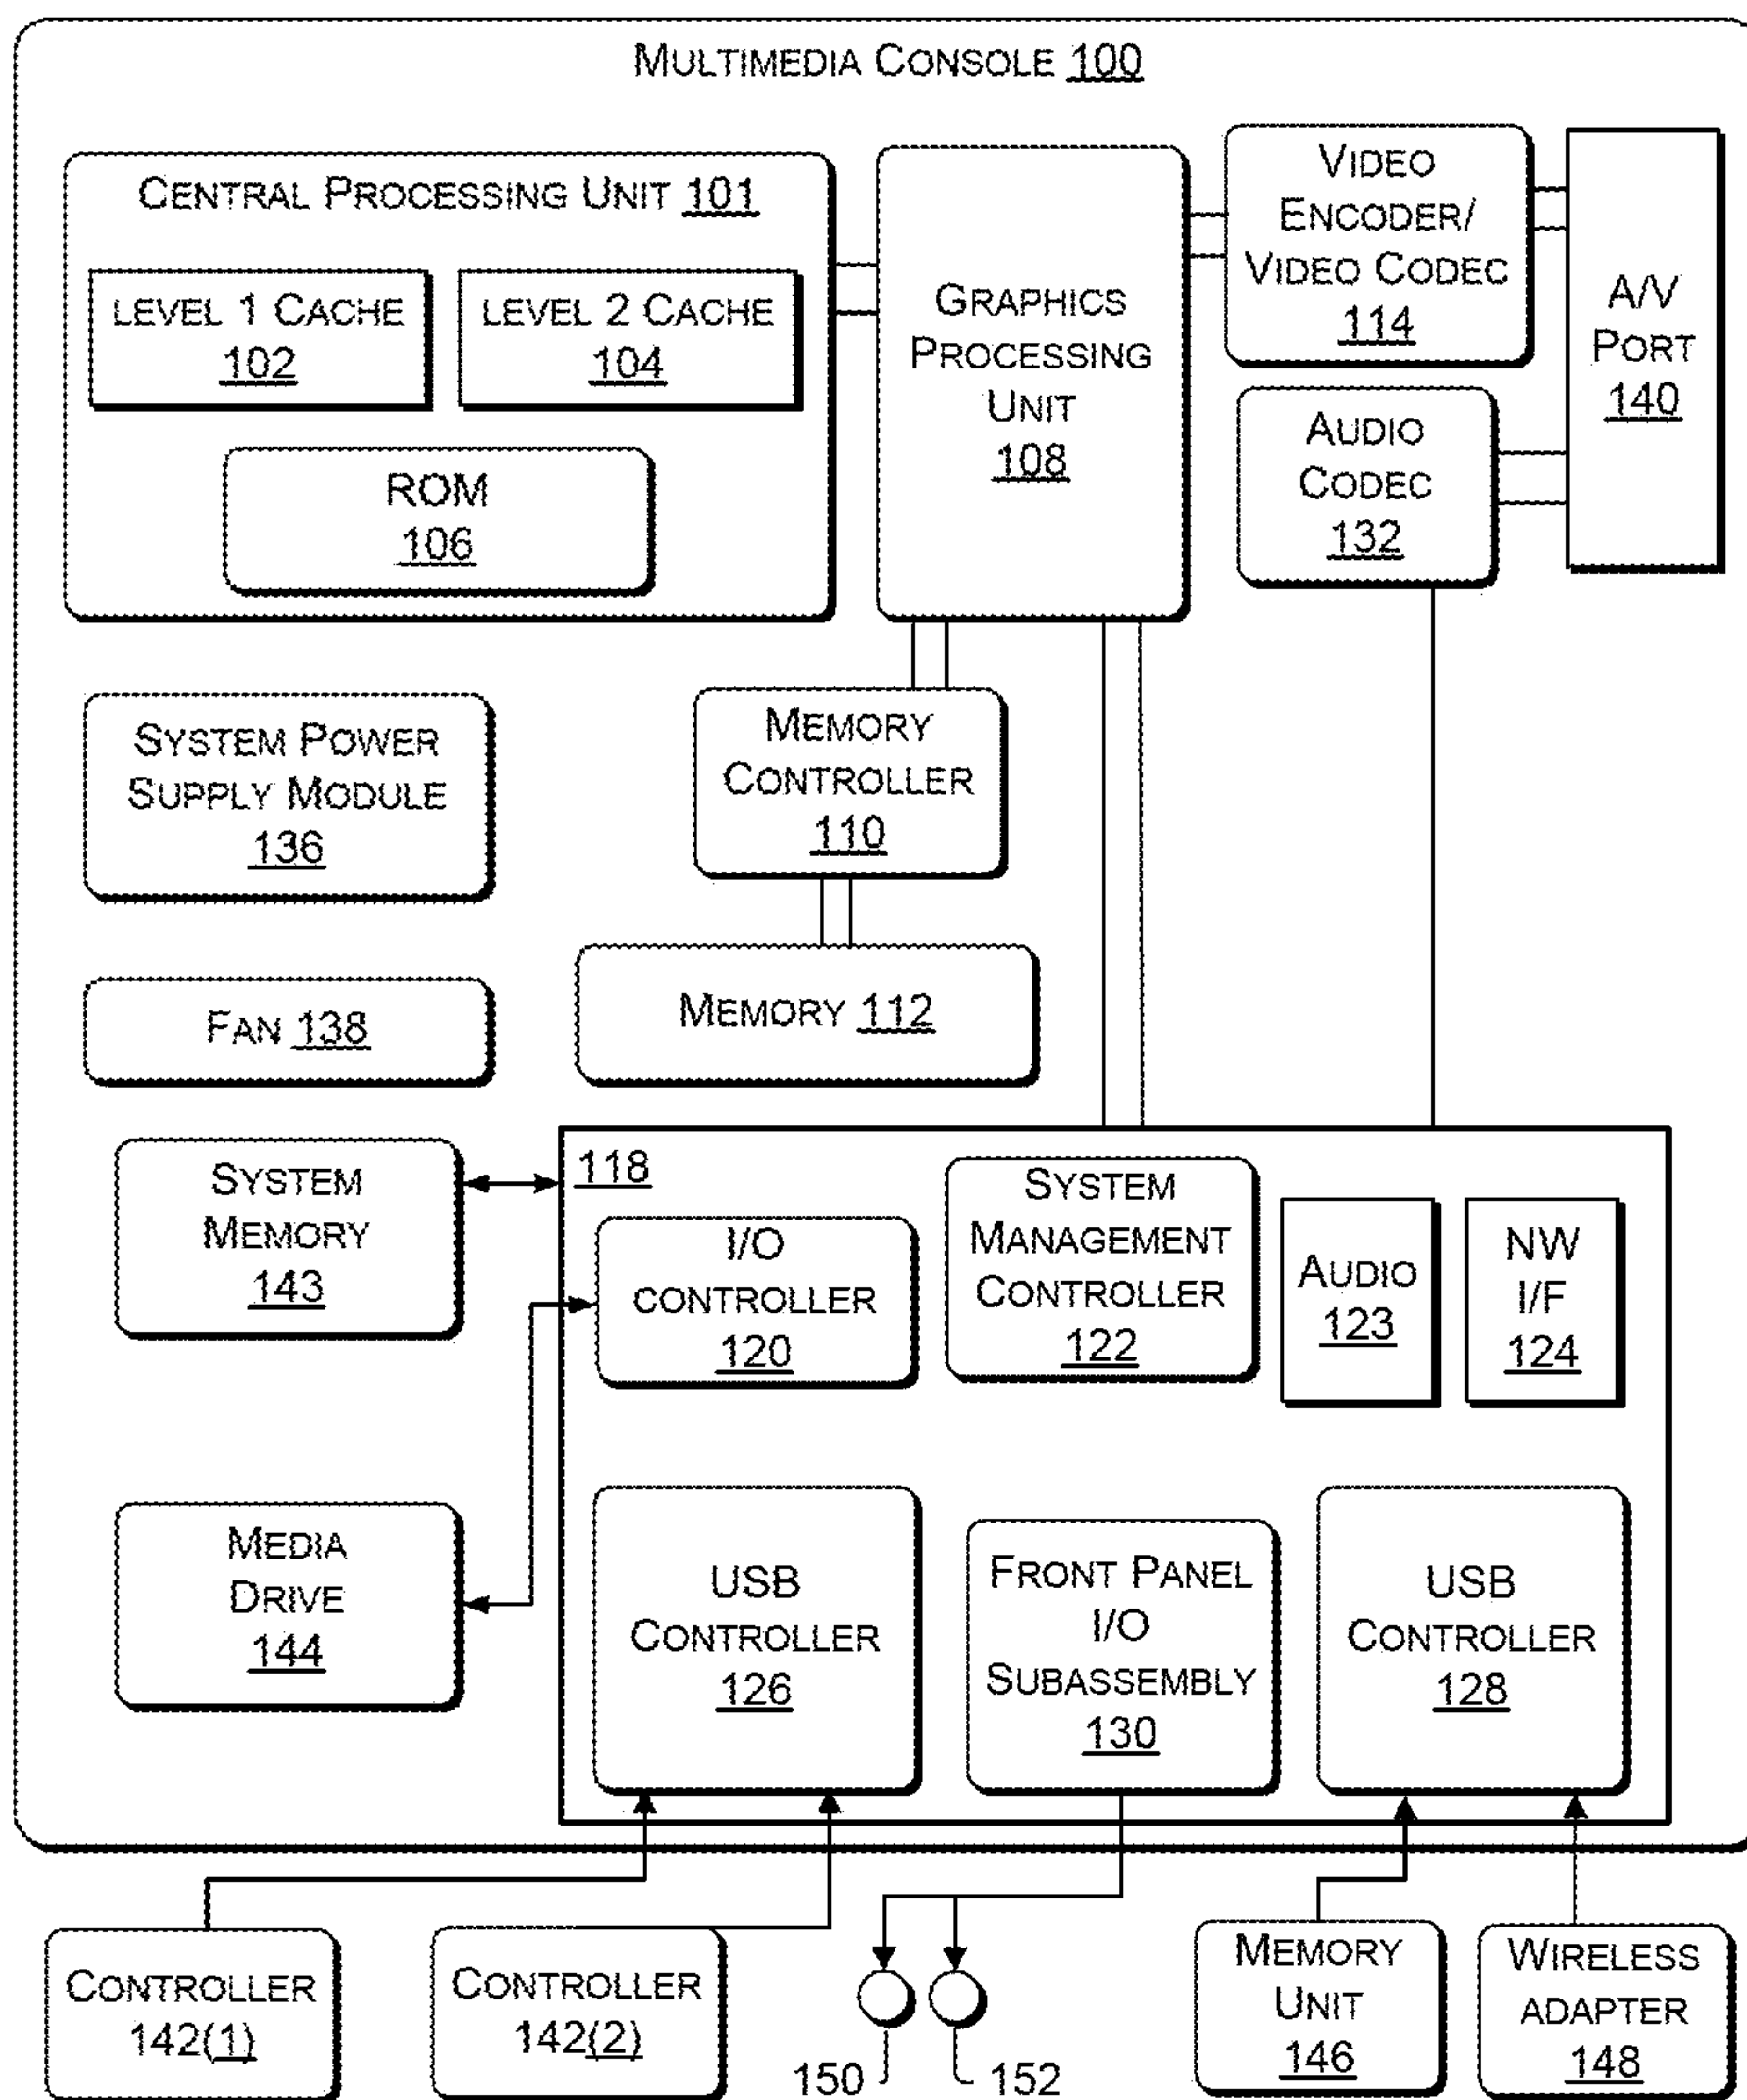 MULTIMEDIA CONSOLE 100
CENTRAL PROCESSING UNIT 101
LEVEL 1 CACHE
102
LEVEL 2 CACHE
104
ROM
106
GRAPHICS
PROCESSING
UNIT
108
VIDEO
ENCODER/
VIDEO CODEC
114
AUDIO
CODEC
132
A/V
PORT
140
SYSTEM POWER
SUPPLY MODULE
136
MEMORY
CONTROLLER
110
FAN 138
MEMORY 112
SYSTEM
MEMORY
143
118
I/O
CONTROLLER
120
SYSTEM
MANAGEMENT
CONTROLLER
122
AUDIO
123
NW
I/F
124
MEDIA
DRIVE
144
USB
CONTROLLER
126
FRONT PANEL
I/O
SUBASSEMBLY
130
USB
CONTROLLER
128
CONTROLLER
142(1)
CONTROLLER
142(2)
150
152
MEMORY
UNIT
146
WIRELESS
ADAPTER
148